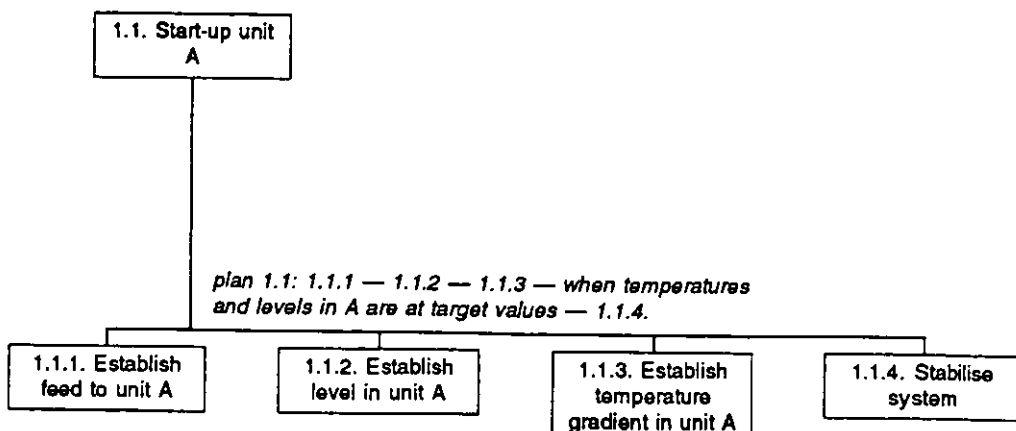 1.1. Start-up unit
A
plan 1.1: 1.1.1 — 1.1.2 — 1.1.3 — when temperatures
and levels in A are at target values — 1.1.4.
1.1.1. Establish
feed to unit A
1.1.2. Establish
level in unit A
1.1.3. Establish
temperature
gradient in unit A
1.1.4. Stabilise
system